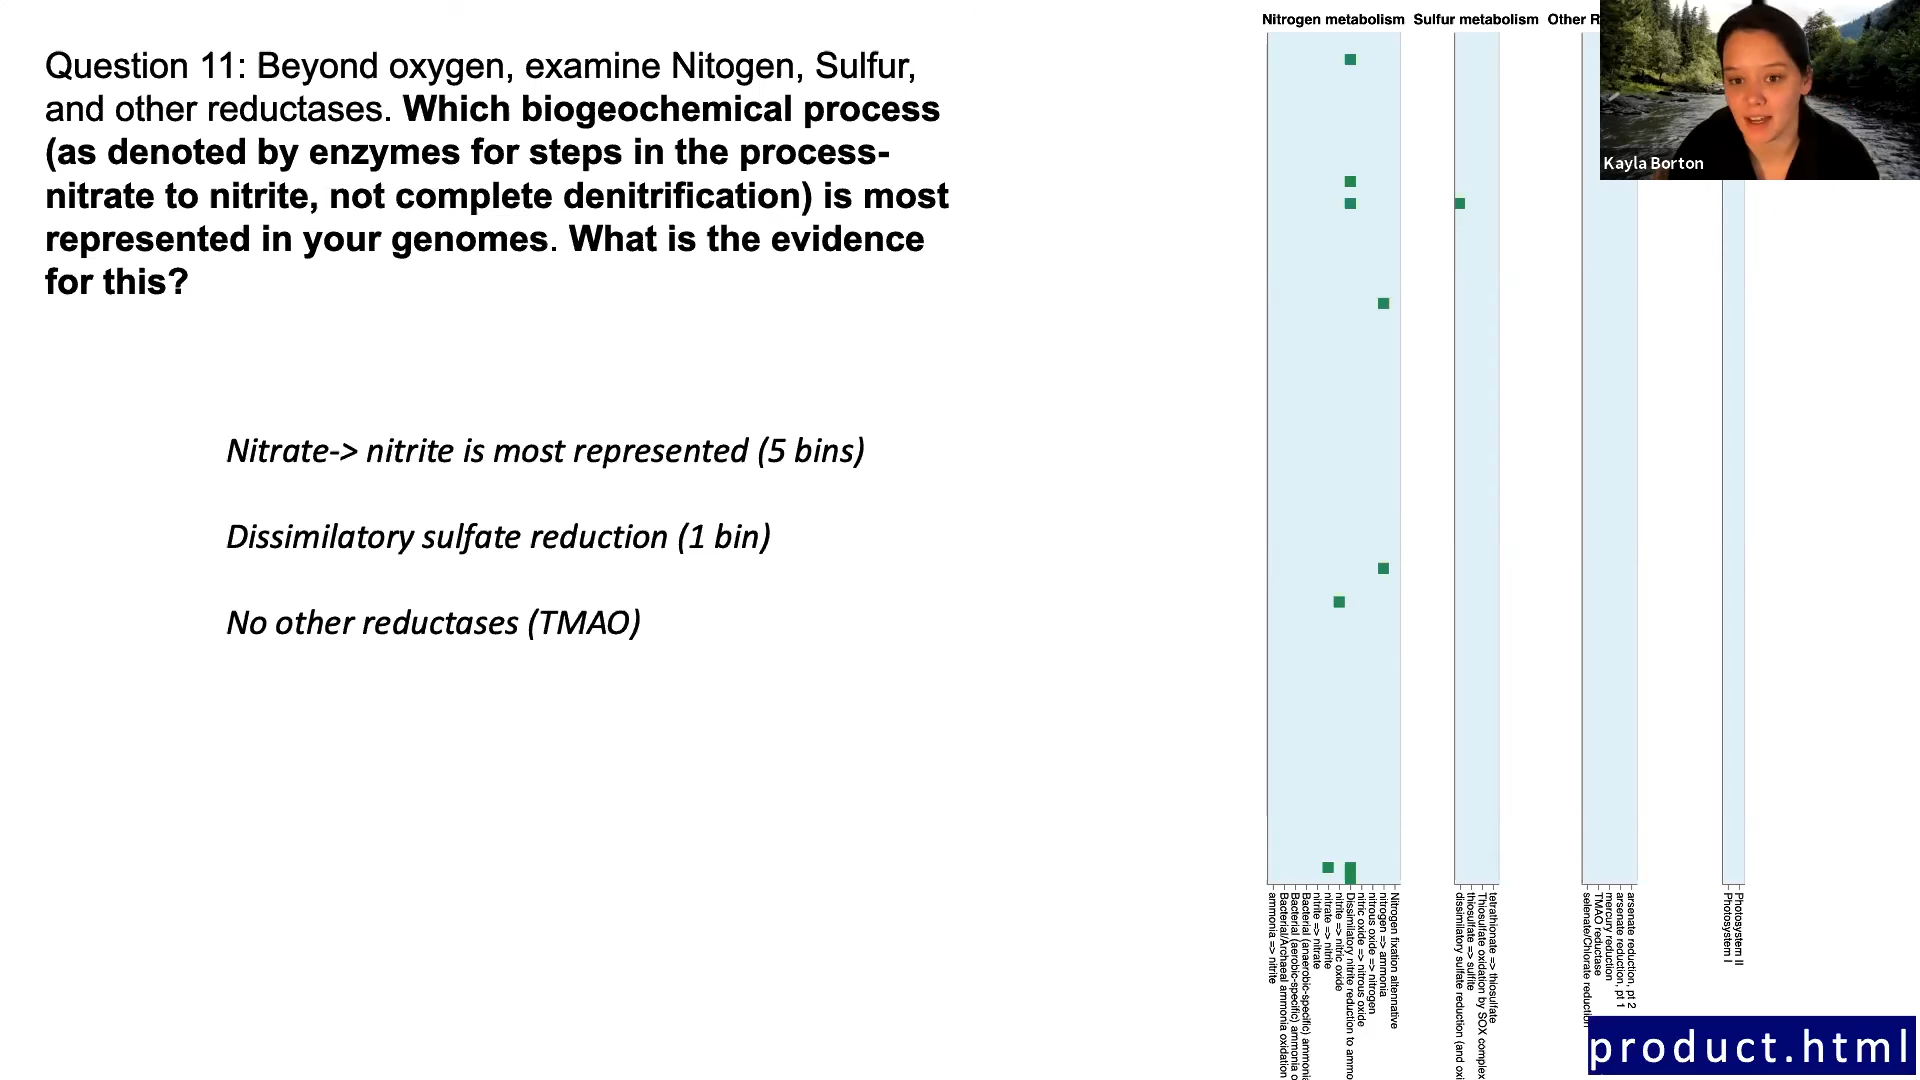 Nitrogen metabolism Sulfur metabolism Other R
Question 11: Beyond oxygen, examine Nitogen, Sulfur,
and other reductases. Which biogeochemical process
(as denoted by enzymes for steps in the process-
nitrate to nitrite, not complete denitrification) is most
represented in your genomes. What is the evidence
for this?
Kayla Borton
Nitrate-> nitrite is most represented (5 bins)
Dissimilatory sulfate reduction (1 bin)
No other reductases (TMAO)
ammonia => nitrite
Bacterial/Archaeal ammonia oxidation
Bacterial (aerobic-specific) ammonia o
Bacterial (anaerobic-specific) ammonia
nitrite => nitrate
nitrate => nitrite
nitrite => nitric oxide
Dissimilatory nitrite reduction to ammo
nitric oxide => nitrous oxide
nitrous oxide => nitrogen
nitrogen => ammonia
Nitrogen fixation altennative
dissimilatory sulfate reduction (and oxi
thiosulfate => sulfite
Thiosulfate oxidation by SOX complex
tetrathionate => thiosulfate
selenate/Chlorate reduction
TMAO reductase
mercury reduction
arsenate reduction, pt 1
arsenate reduction, pt 2
Photosystem I
Photosystem II
product.html